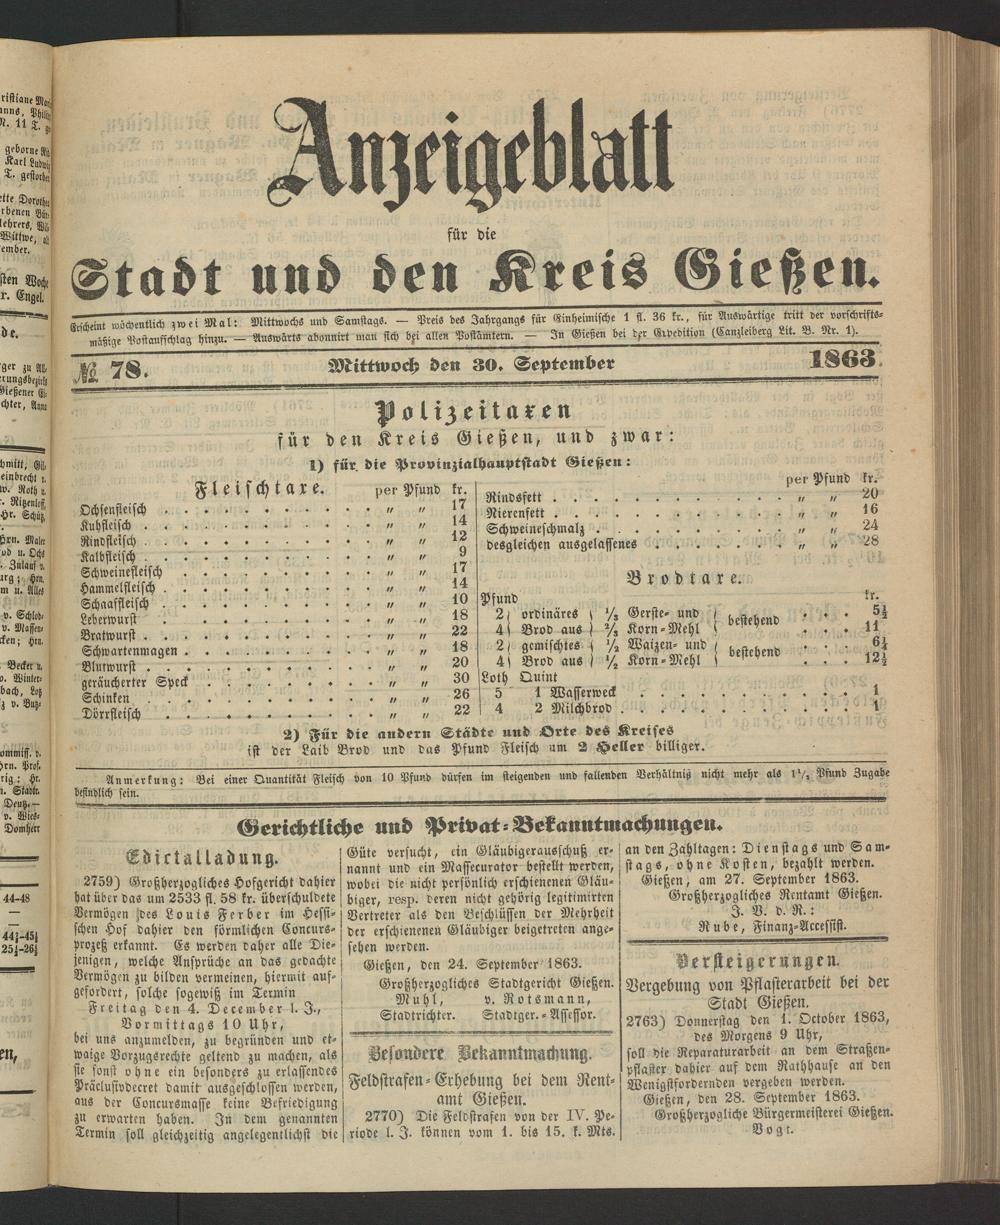 Anzeigeblatt
für die
Stadt und den Kreis Gießen.
Erscheint wöchentlich zwei Mal: Mittwochs und Samstags. — Preis des Jahrgangs für Einheimische 1 fl. 36 kr., für Auswärtige tritt der vorschrifts-
mäßige Postaufschlag hinzu. — Auswärts abonnirt man sich bei allen Postämtern. — In Gießen bei der Expedition (Canzleiberg Lit. B. Nr. 1).
№ 78. Mittwoch den 30. September 1863.
Polizeitaxen
für den Kreis Gießen, und zwar:
1) für die Provinzialhauptstadt Gießen:
Fleischtaxe. per Pfund kr.
Ochsenfleisch . . . . . . . „ „ 17
Kuhfleisch . . . . . . . „ „ 14
Rindfleisch . . . . . . . „ „ 12
Kalbfleisch . . . . . . . „ „ 9
Schweinefleisch . . . . . . . „ „ 17
Hammelfleisch . . . . . . . „ „ 14
Schaaffleisch . . . . . . . „ „ 10
Leberwurst . . . . . . . „ „ 18
Bratwurst . . . . . . . „ „ 22
Schwartenmagen . . . . . . . „ „ 18
Blutwurst . . . . . . . „ „ 20
geräucherter Speck . . . . . . . „ „ 30
Schinken . . . . . . . „ „ 26
Dörrfleisch . . . . . . . „ „ 22
per Pfund kr.
Rindsfett . . . . . . . „ „ 20
Nierenfett . . . . . . . „ „ 16
Schweineschmalz . . . . . . . „ „ 24
desgleichen ausgelassenes . . . . . . . „ „ 28
Brodtaxe.
Pfund kr.
2 } ordinäres { ⅓ Gerste- und } bestehend . . . 5½
4 } Brod aus { ⅔ Korn-Mehl } . . . 11
2 } gemischtes { ½ Waizen- und } bestehend . . . 6¼
4 } Brod aus { ½ Korn-Mehl } . . . 12½
Loth Quint
5 1 Wasserweck . . . . . . . 1
4 2 Milchbrod . . . . . . . 1
2) Für die andern Städte und Orte des Kreises
ist der Laib Brod und das Pfund Fleisch um 2 Heller billiger.
Anmerkung: Bei einer Quantität Fleisch von 10 Pfund dürfen im steigenden und fallenden Verhältniß nicht mehr als 1½ Pfund Zugabe
befindlich sein.
Gerichtliche und Privat-Bekanntmachungen.
Edictalladung.
2759) Großherzogliches Hofgericht dahier
hat über das um 2533 fl. 58 kr. überschuldete
Vermögen des Louis Ferber im Hessi-
schen Hof dahier den förmlichen Concurs-
prozeß erkannt. Es werden daher alle Die-
jenigen, welche Ansprüche an das gedachte
Vermögen zu bilden vermeinen, hiermit auf-
gefordert, solche sogewiß im Termin
Freitag den 4. December l. J.,
Vormittags 10 Uhr,
bei uns anzumelden, zu begründen und et-
waige Vorzugsrechte geltend zu machen, als
sie sonst ohne ein besonders zu erlassendes
Präclusivdecret damit ausgeschlossen werden,
aus der Concursmasse keine Befriedigung
zu erwarten haben. In dem genannten
Termin soll gleichzeitig angelegentlichst die
Güte versucht, ein Gläubigerausschuß er-
nannt und ein Massecurator bestellt werden,
wobei die nicht persönlich erschienenen Gläu-
biger, resp. deren nicht gehörig legitimirten
Vertreter als den Beschlüssen der Mehrheit
der erschienenen Gläubiger beigetreten ange-
sehen werden.
Gießen, den 24. September 1863.
Großherzogliches Stadtgericht Gießen.
Muhl, v. Rotsmann,
Stadtrichter. Stadtger.-Assessor.
Besondere Bekanntmachung.
Feldstrafen-Erhebung bei dem Rent-
amt Gießen.
2770) Die Feldstrafen von der IV. Pe-
riode l. J. können vom 1. bis 15. k. Mts.
an den Zahltagen: Dienstags und Sam-
stags, ohne Kosten, bezahlt werden.
Gießen, am 27. September 1863.
Großherzogliches Rentamt Gießen.
J. V. d. R.:
Rube, Finanz-Accessist.
Versteigerungen.
Vergebung von Pflasterarbeit bei der
Stadt Gießen.
2763) Donnerstag den 1. October 1863,
des Morgens 9 Uhr,
soll die Reparaturarbeit an dem Straßen-
pflaster dahier auf dem Rathhause an den
Wenigstfordernden vergeben werden.
Gießen, den 28. September 1863.
Großherzogliche Bürgermeisterei Gießen.
Vogt.